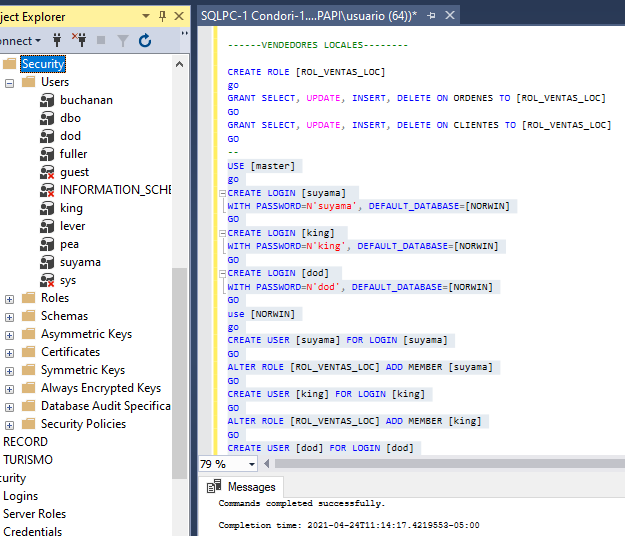 ject Explorer
nnect
Security
Users
buchanan
dbo
dod
fuller
guest
INFORMATION_SCHE
king
lever
pea
suyama
sys
Roles
Schemas
Asymmetric Keys
Certificates
Symmetric Keys
Always Encrypted Keys
Database Audit Specifica
Security Policies
RECORD
TURISMO
curity
Logins
Server Roles
Credentials
SQLPC-1 Condori-1....PAPI\usuario (64))*
------VENDEDORES LOCALES--------
CREATE ROLE [ROL_VENTAS_LOC]
go
GRANT SELECT, UPDATE, INSERT, DELETE ON ORDENES TO [ROL_VENTAS_LOC]
GO
GRANT SELECT, UPDATE, INSERT, DELETE ON CLIENTES TO [ROL_VENTAS_LOC]
GO
--
USE [master]
go
CREATE LOGIN [suyama]
WITH PASSWORD=N'suyama', DEFAULT_DATABASE=[NORWIN]
GO
CREATE LOGIN [king]
WITH PASSWORD=N'king', DEFAULT_DATABASE=[NORWIN]
GO
CREATE LOGIN [dod]
WITH PASSWORD=N'dod', DEFAULT_DATABASE=[NORWIN]
GO
use [NORWIN]
go
CREATE USER [suyama] FOR LOGIN [suyama]
GO
ALTER ROLE [ROL_VENTAS_LOC] ADD MEMBER [suyama]
GO
CREATE USER [king] FOR LOGIN [king]
GO
ALTER ROLE [ROL_VENTAS_LOC] ADD MEMBER [king]
GO
CREATE USER [dod] FOR LOGIN [dod]
79 %
Messages
Commands completed successfully.
Completion time: 2021-04-24T11:14:17.4219553-05:00